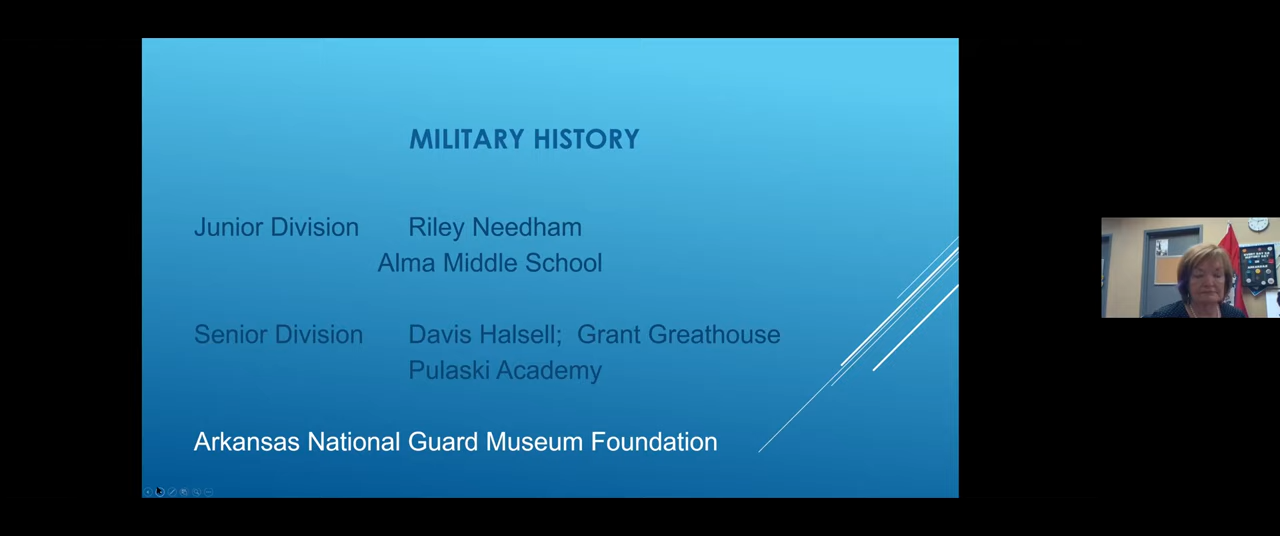 MILITARY HISTORY
Junior Division Riley Needham
Alma Middle School
Senior Division Davis Halsell; Grant Greathouse
Pulaski Academy
Arkansas National Guard Museum Foundation